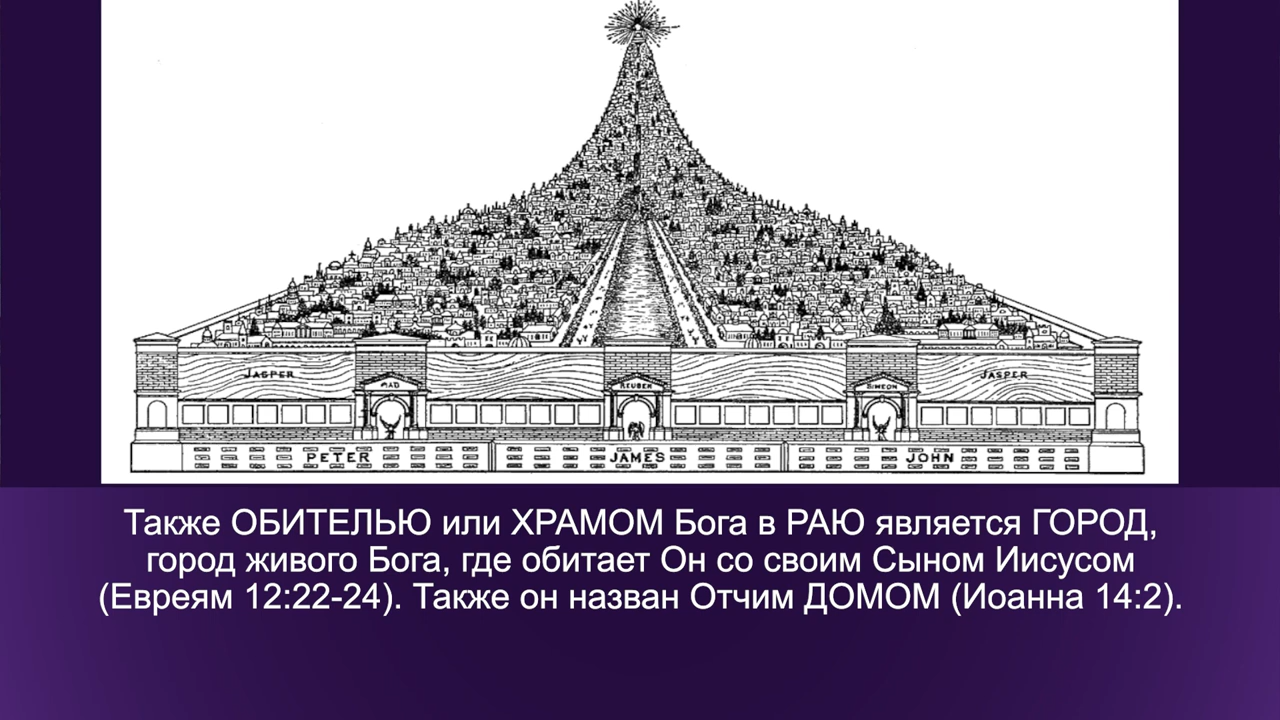 JASPER
JASPER
GAD
REUBEN
SIMEON
PETER
JAMES
JOHN
Также ОБИТЕЛЬЮ или ХРАМОМ Бога в РАЮ является ГОРОД,
город живого Бога, где обитает Он со своим Сыном Иисусом
(Евреям 12:22-24). Также он назван Отчим ДОМОМ (Иоанна 14:2).